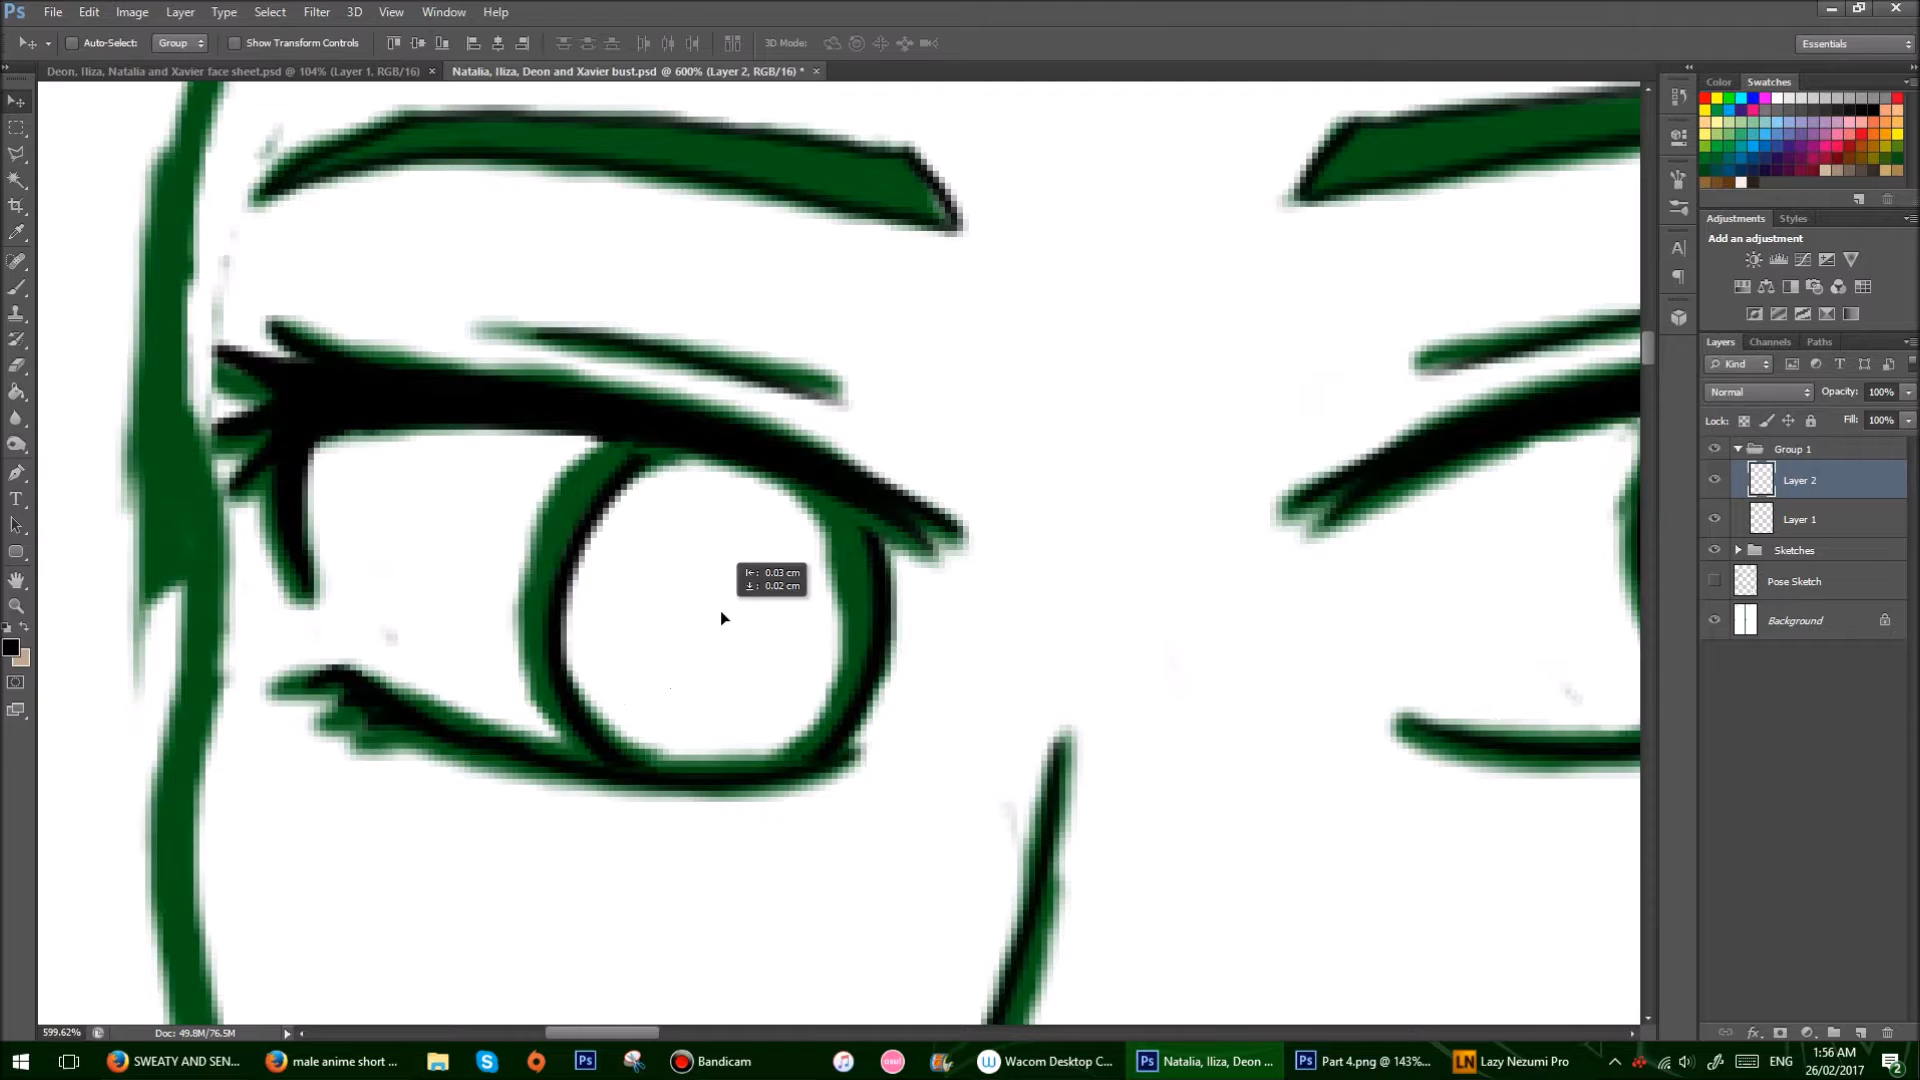 Ps File Edit Image Layer Type Select Filter 3D View Window Help
Auto-Select: Group Show Transform Controls 3D Mode: Essentials
Deon, Iliza, Natalia and Xavier face sheet.psd @ 104% (Layer 1, RGB/16) × Natalia, Iliza, Deon and Xavier bust.psd @ 600% (Layer 2, RGB/16) * ×
Color Swatches
Adjustments Styles
Add an adjustment
Layers Channels Paths
Kind
Normal Opacity: 100%
Lock: Fill: 100%
Group 1
Layer 2
Layer 1
Sketches
Pose Sketch
Background
0.03 cm
0.02 cm
599.62% Doc: 49.8M/76.5M
SWEATY AND SEN... male anime short ... Bandicam Wacom Desktop C... Natalia, Iliza, Deon ... Part 4.png @ 143%... Lazy Nezumi Pro ENG 1:56 AM
26/02/2017